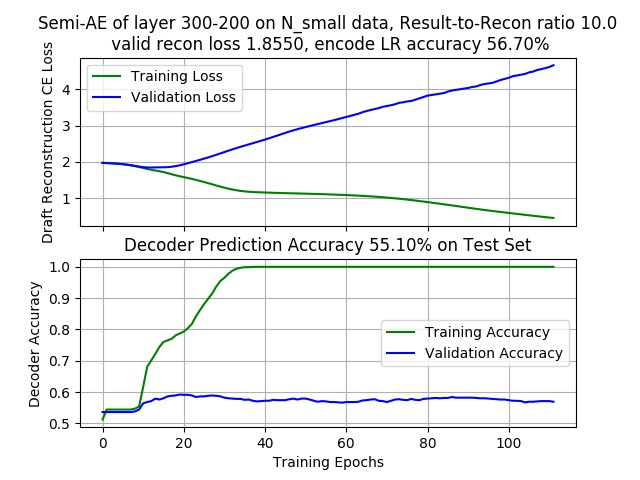 Semi-AE of layer 300-200 on N_small data, Result-to-Recon ratio 10.0
valid recon loss 1.8550, encode LR accuracy 56.70%
Draft Reconstruction CE Loss
4
3
2
1
Training Loss
Validation Loss
Decoder Prediction Accuracy 55.10% on Test Set
Decoder Accuracy
1.0
0.9
0.8
0.7
0.6
0.5
Training Accuracy
Validation Accuracy
0 20 40 60 80 100
Training Epochs